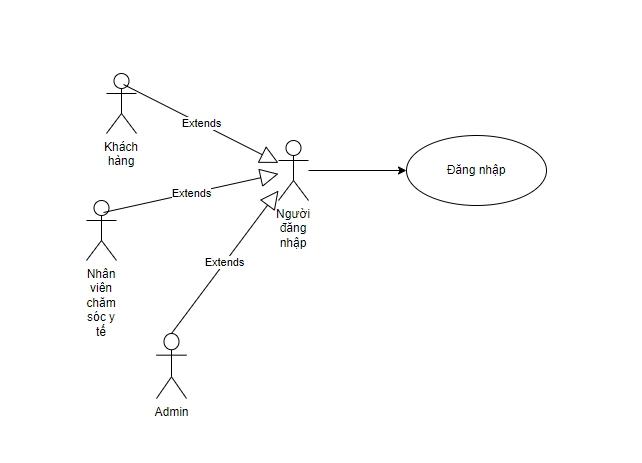 Extends
Khách
hàng
Đăng nhập
Extends
Người
đăng
nhập
Extends
Nhân
viên
chăm
sóc y
tế
Admin